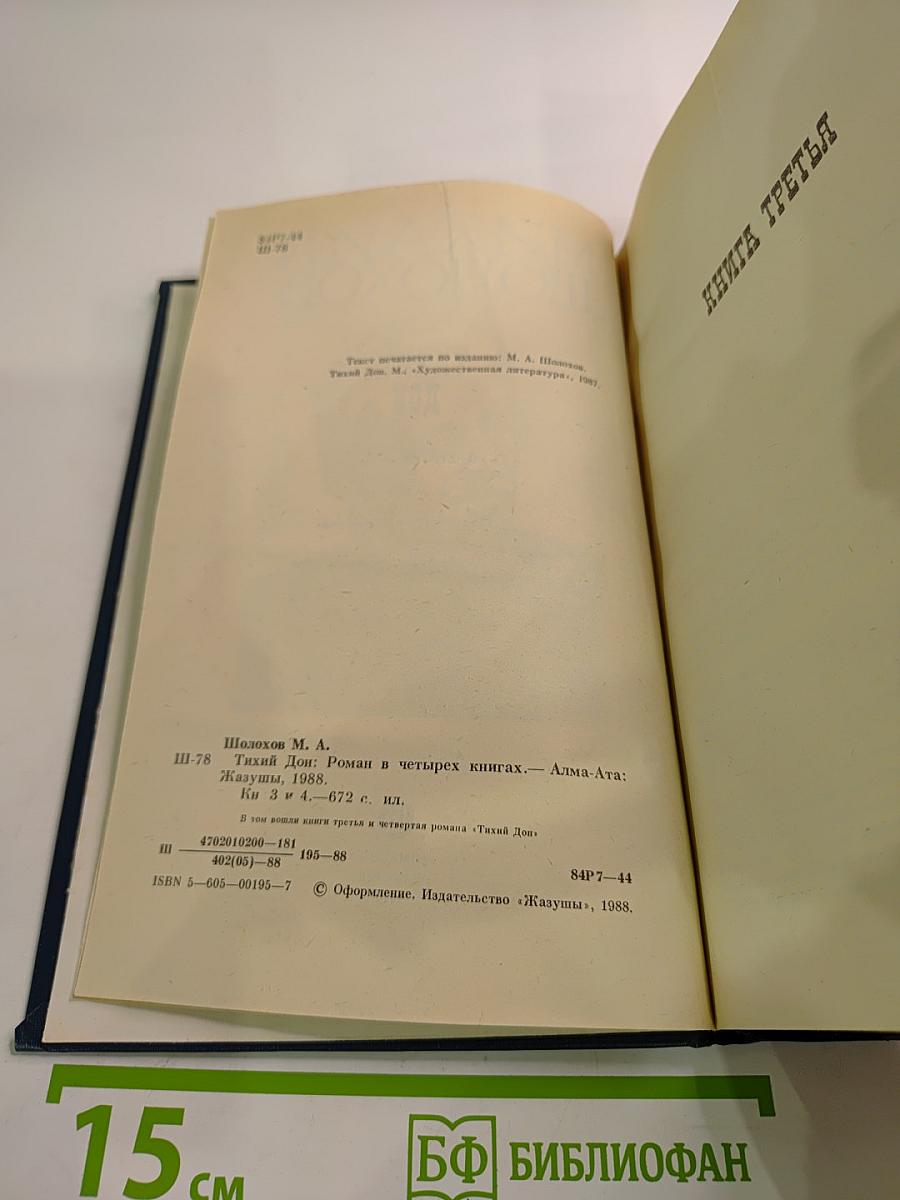 84Р7-44
Ш-78
Текст печатается по изданию: М. А. Шолохов.
Тихий Дон. М.: «Художественная литература», 1987.
Шолохов М. А.
Ш-78 Тихий Дон: Роман в четырех книгах.— Алма-Ата:
Жазушы, 1988.
Кн 3 и 4.—672 с. ил.
В том вошли книги третья и четвертая романа «Тихий Дон»
Ш 4702010200—181
402(05)—88 195—88
84Р7—44
ISBN 5—605—00195—7
© Оформление. Издательство «Жазушы», 1988.
КНИГА ТРЕТЬЯ
15 см
БФ БИБЛИОФАН